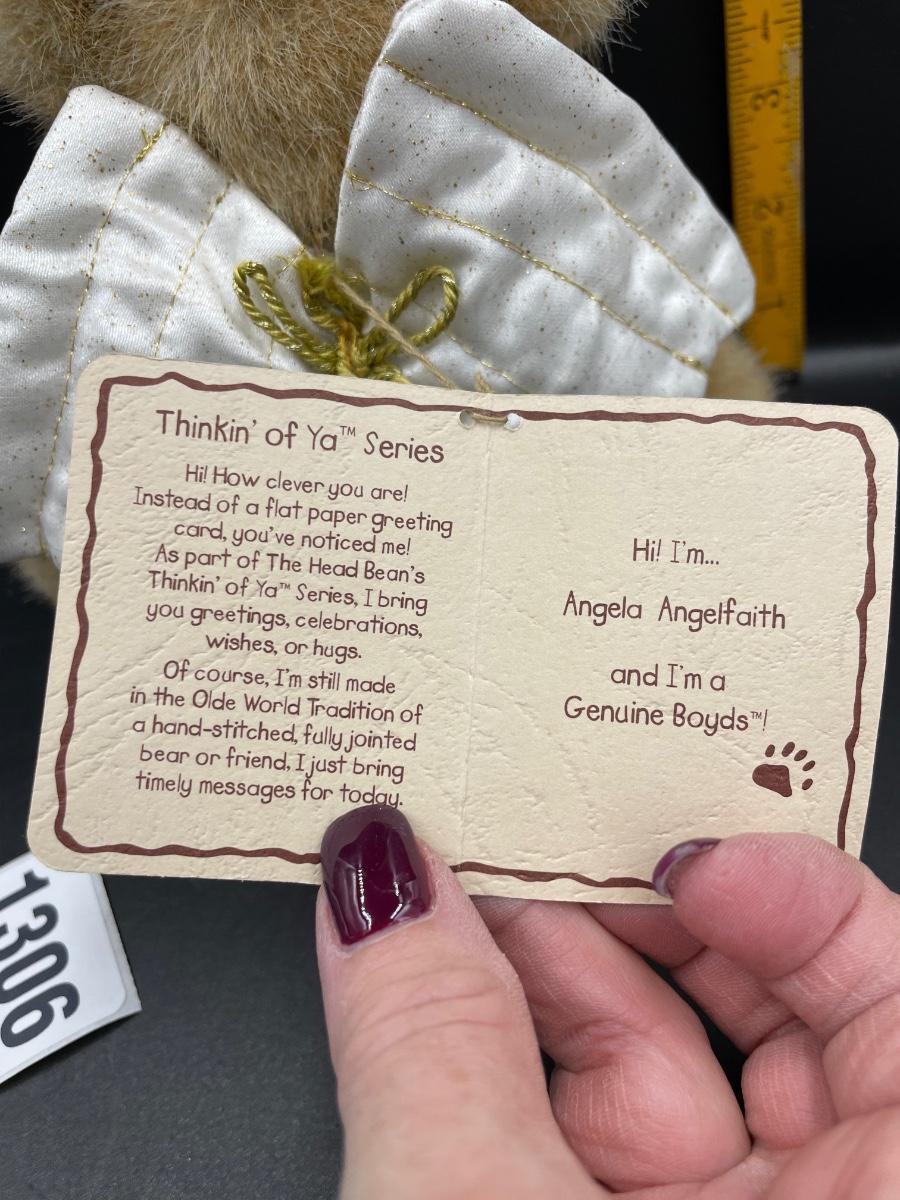 3
2
1
Thinkin' of Ya™ Series
Hi! How clever you are!
Instead of a flat paper greeting
card, you've noticed me!
As part of The Head Bean's
Thinkin' of Ya™ Series, I bring
you greetings, celebrations,
wishes, or hugs.
Of course, I'm still made
in the Olde World Tradition of
a hand-stitched, fully jointed
bear or friend, I just bring
timely messages for today.
Hi! I'm...
Angela Angelfaith
and I'm a
Genuine Boyds™!
1306